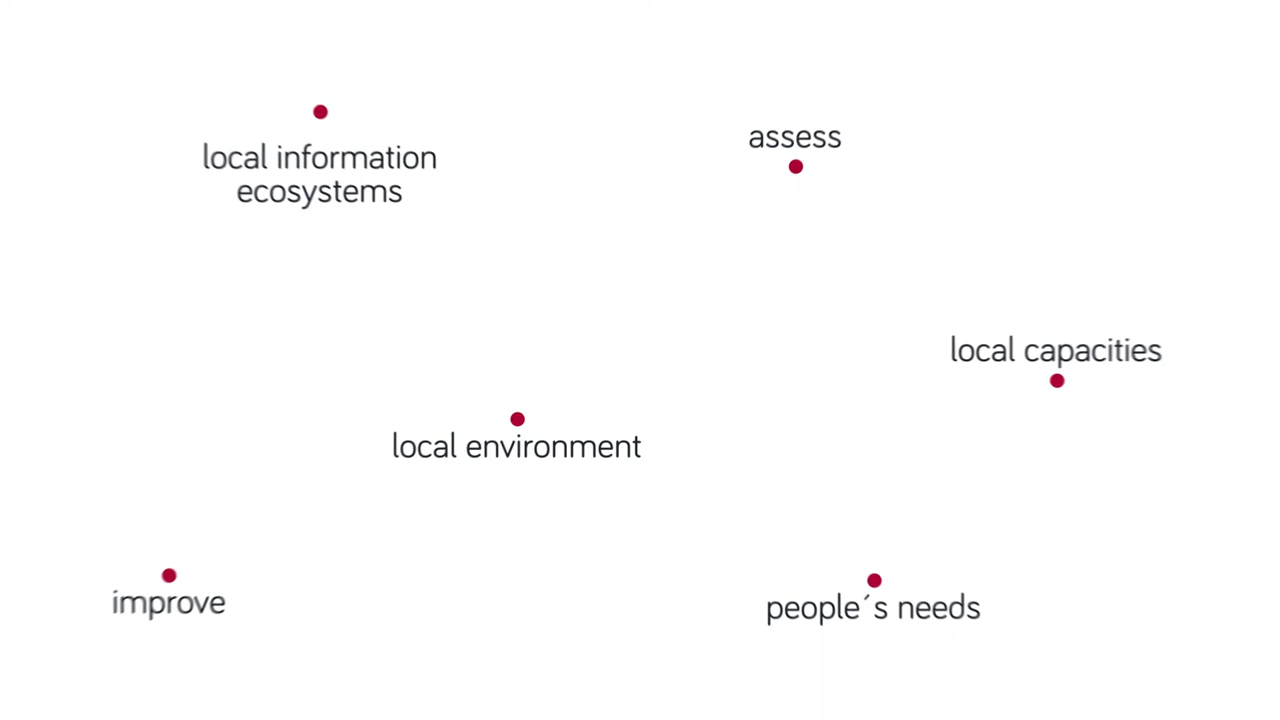 assess
local information
ecosystems
local capacities
local environment
improve
people´s needs